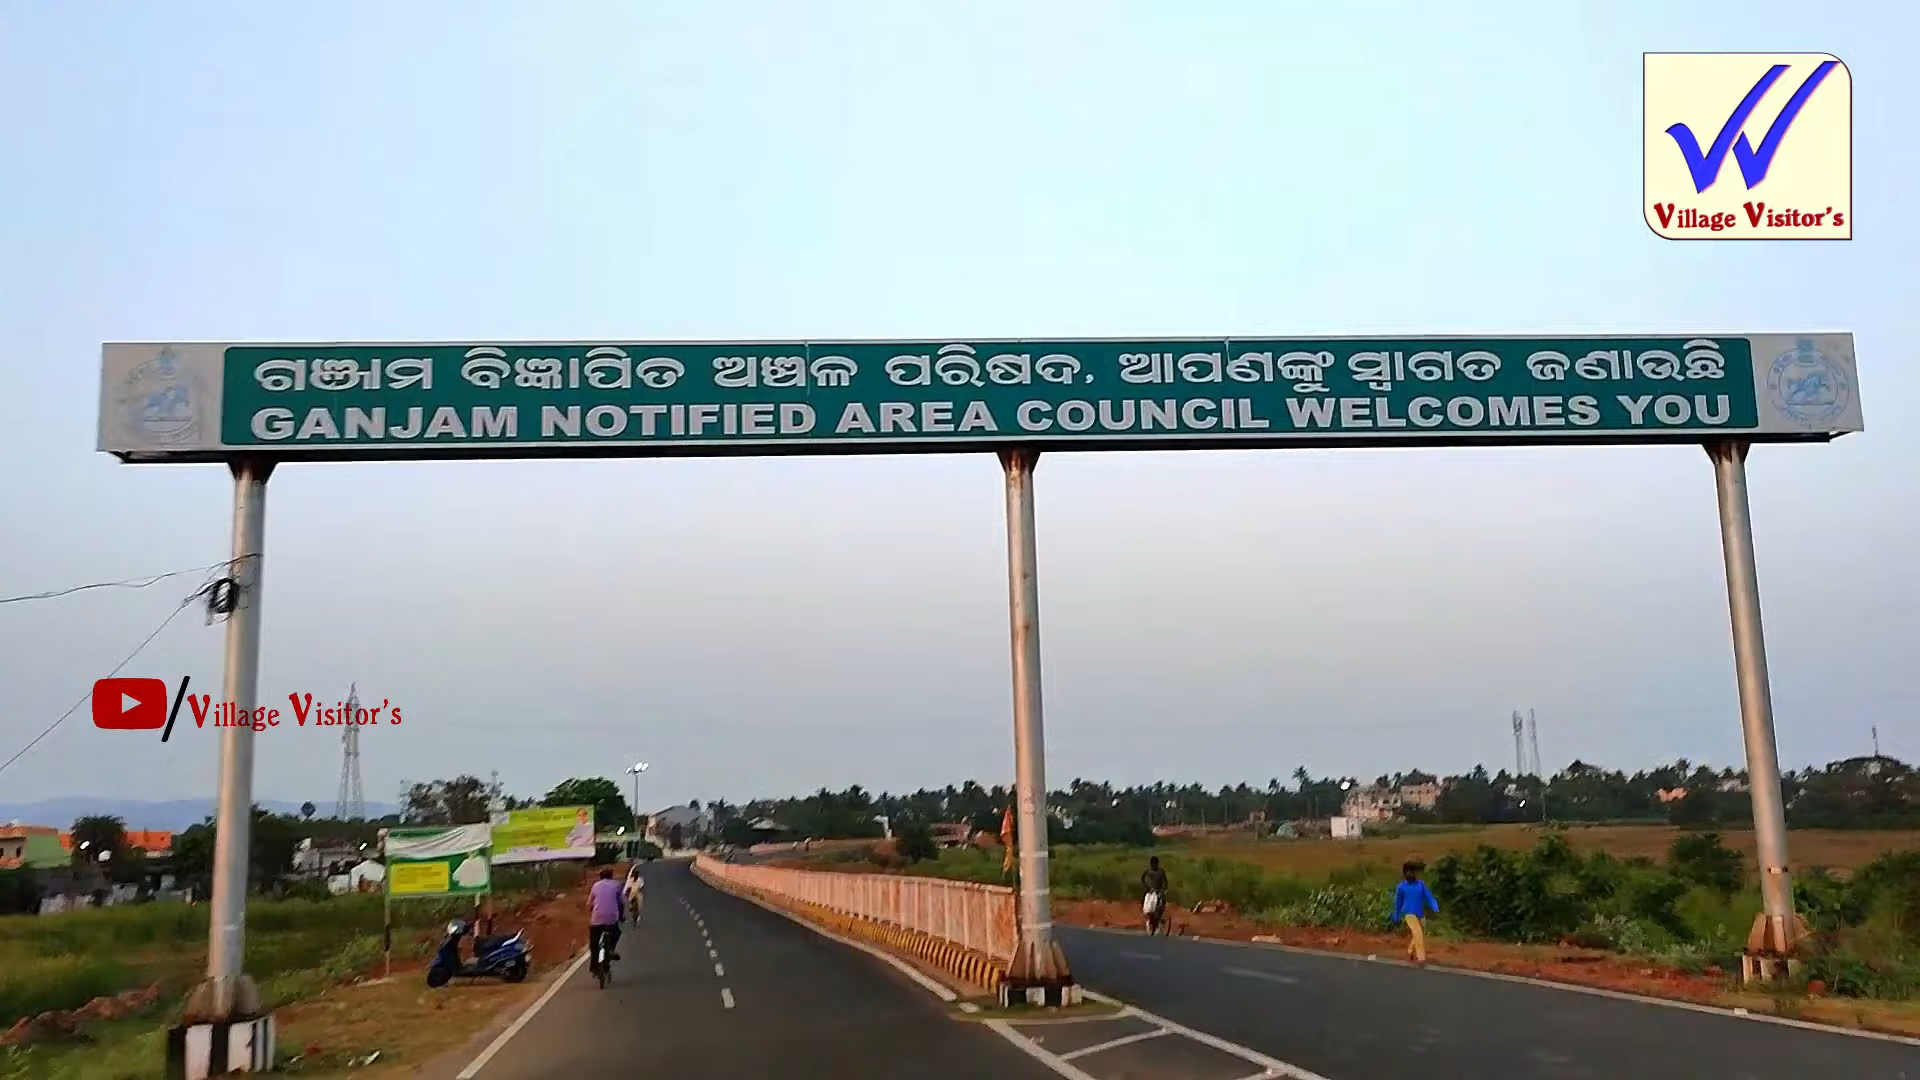 Village Visitor's
ଗଞ୍ଜାମ ବିଜ୍ଞାପିତ ଅଞ୍ଚଳ ପରିଷଦ, ଆପଣଙ୍କୁ ସ୍ୱାଗତ ଜଣାଉଛି
GANJAM NOTIFIED AREA COUNCIL WELCOMES YOU
/Village Visitor's